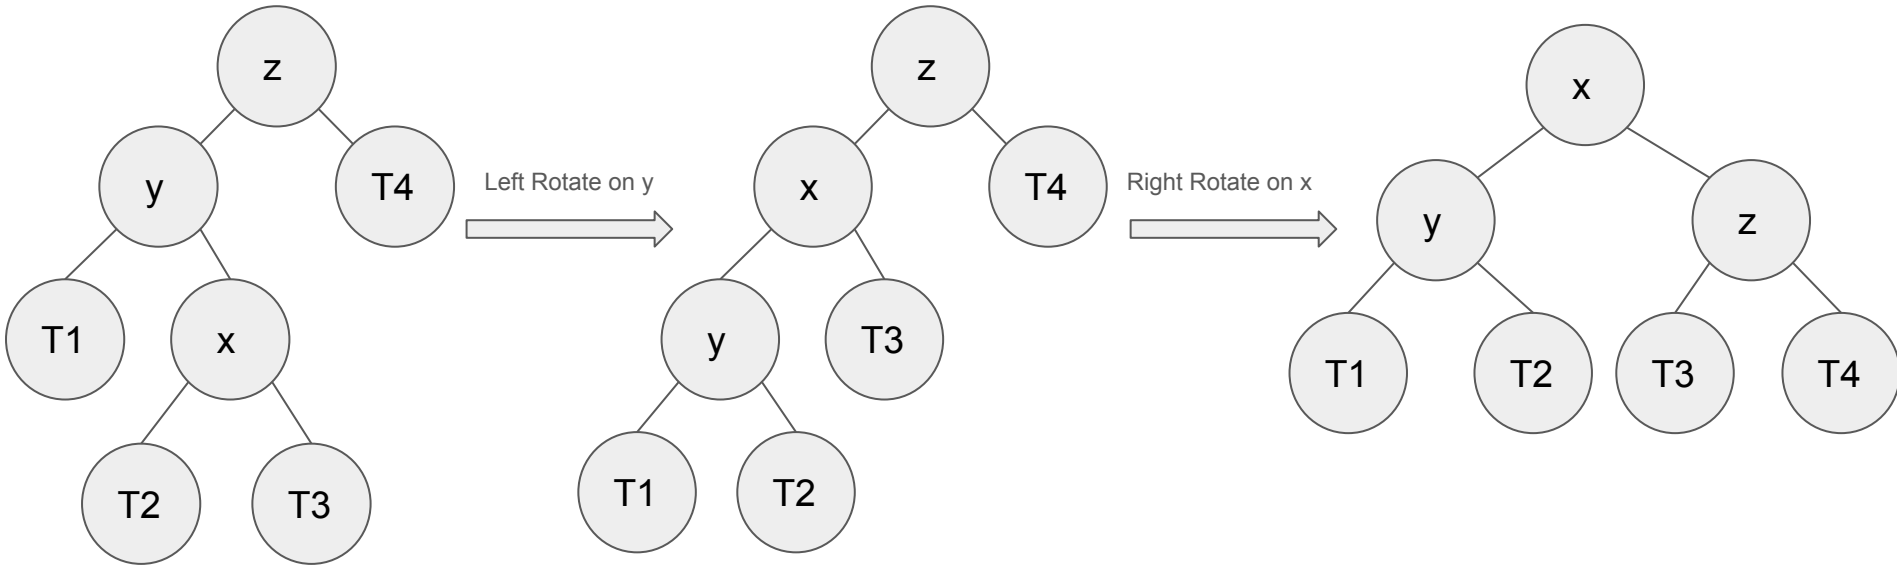 z
y
T4
T1
x
T2
T3
Left Rotate on y
z
x
T4
y
T3
T1
T2
Right Rotate on x
x
y
z
T1
T2
T3
T4